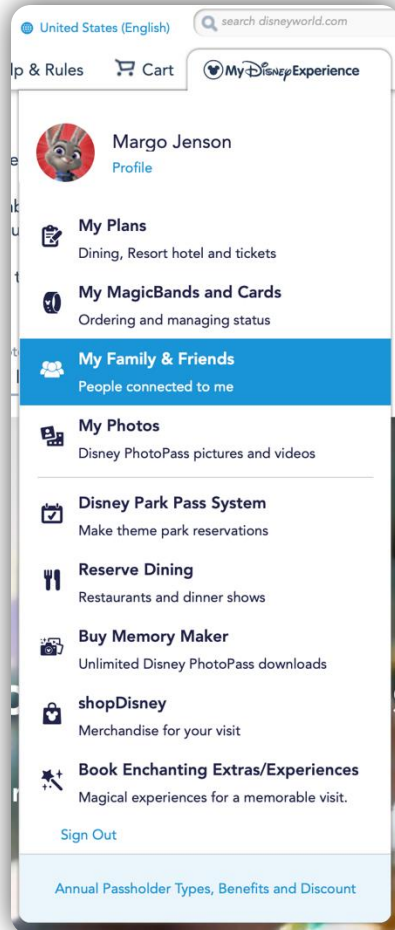 United States (English)
search disneyworld.com
lp & Rules
Cart
My Disney Experience
Margo Jenson
Profile
My Plans
Dining, Resort hotel and tickets
My MagicBands and Cards
Ordering and managing status
My Family & Friends
People connected to me
My Photos
Disney PhotoPass pictures and videos
Disney Park Pass System
Make theme park reservations
Reserve Dining
Restaurants and dinner shows
Buy Memory Maker
Unlimited Disney PhotoPass downloads
shopDisney
Merchandise for your visit
Book Enchanting Extras/Experiences
Magical experiences for a memorable visit.
Sign Out
Annual Passholder Types, Benefits and Discount